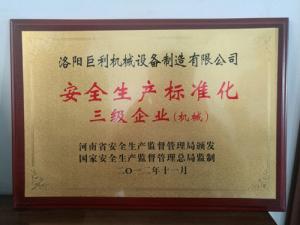 洛阳巨利机械设备制造有限公司
安全生产标准化
三级企业(机械)
河南省安全生产监督管理局颁发
国家安全生产监督管理总局监制
二〇一二年十一月